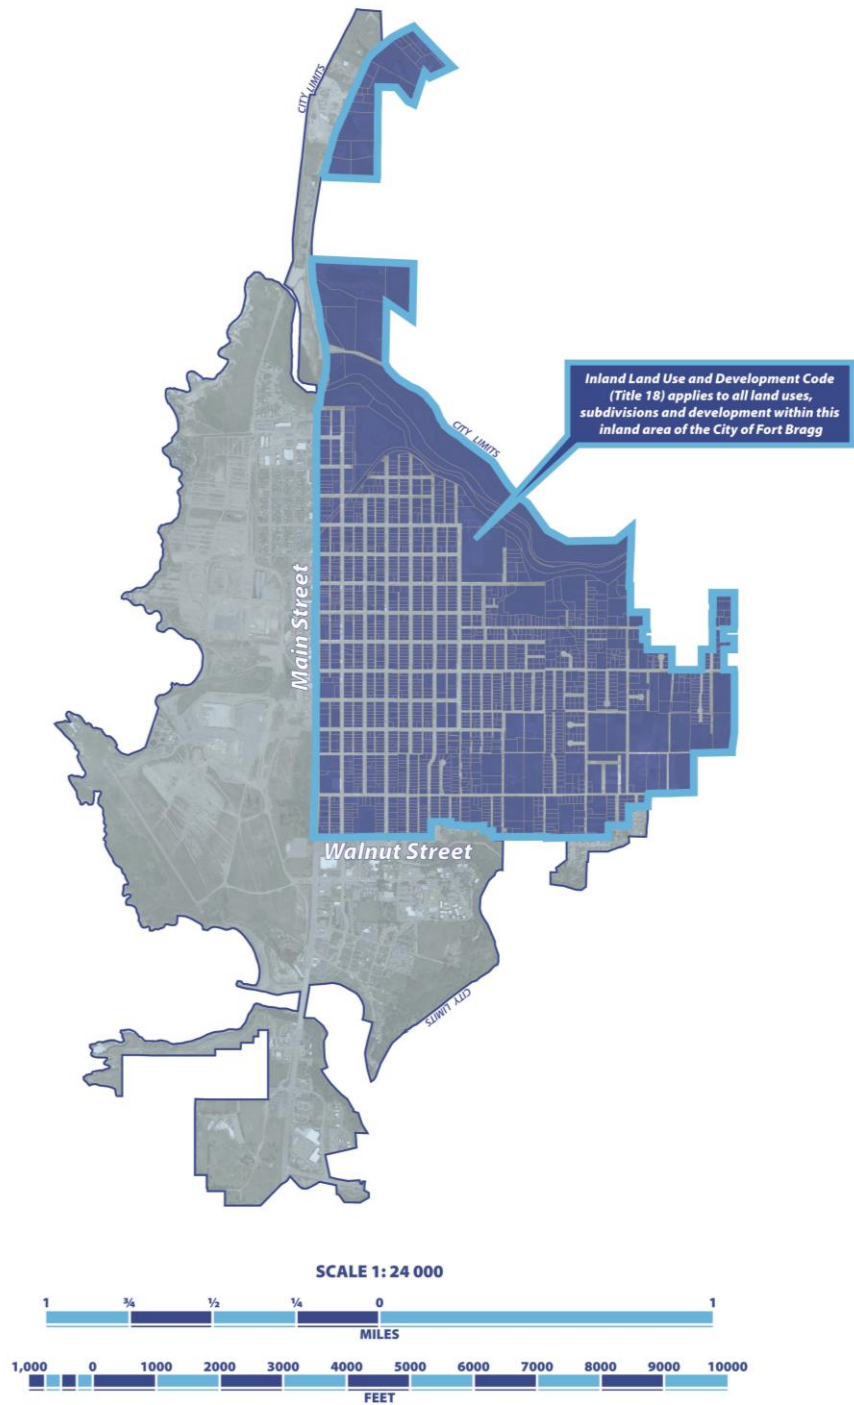 CITY LIMITS
Inland Land Use and Development Code
(Title 18) applies to all land uses,
subdivisions and development within this
inland area of the City of Fort Bragg
CITY LIMITS
Main Street
Walnut Street
CITY LIMITS
SCALE 1: 24 000
1 ¾ ½ ¼ 0 1
MILES
1,000 0 1000 2000 3000 4000 5000 6000 7000 8000 9000 10000
FEET